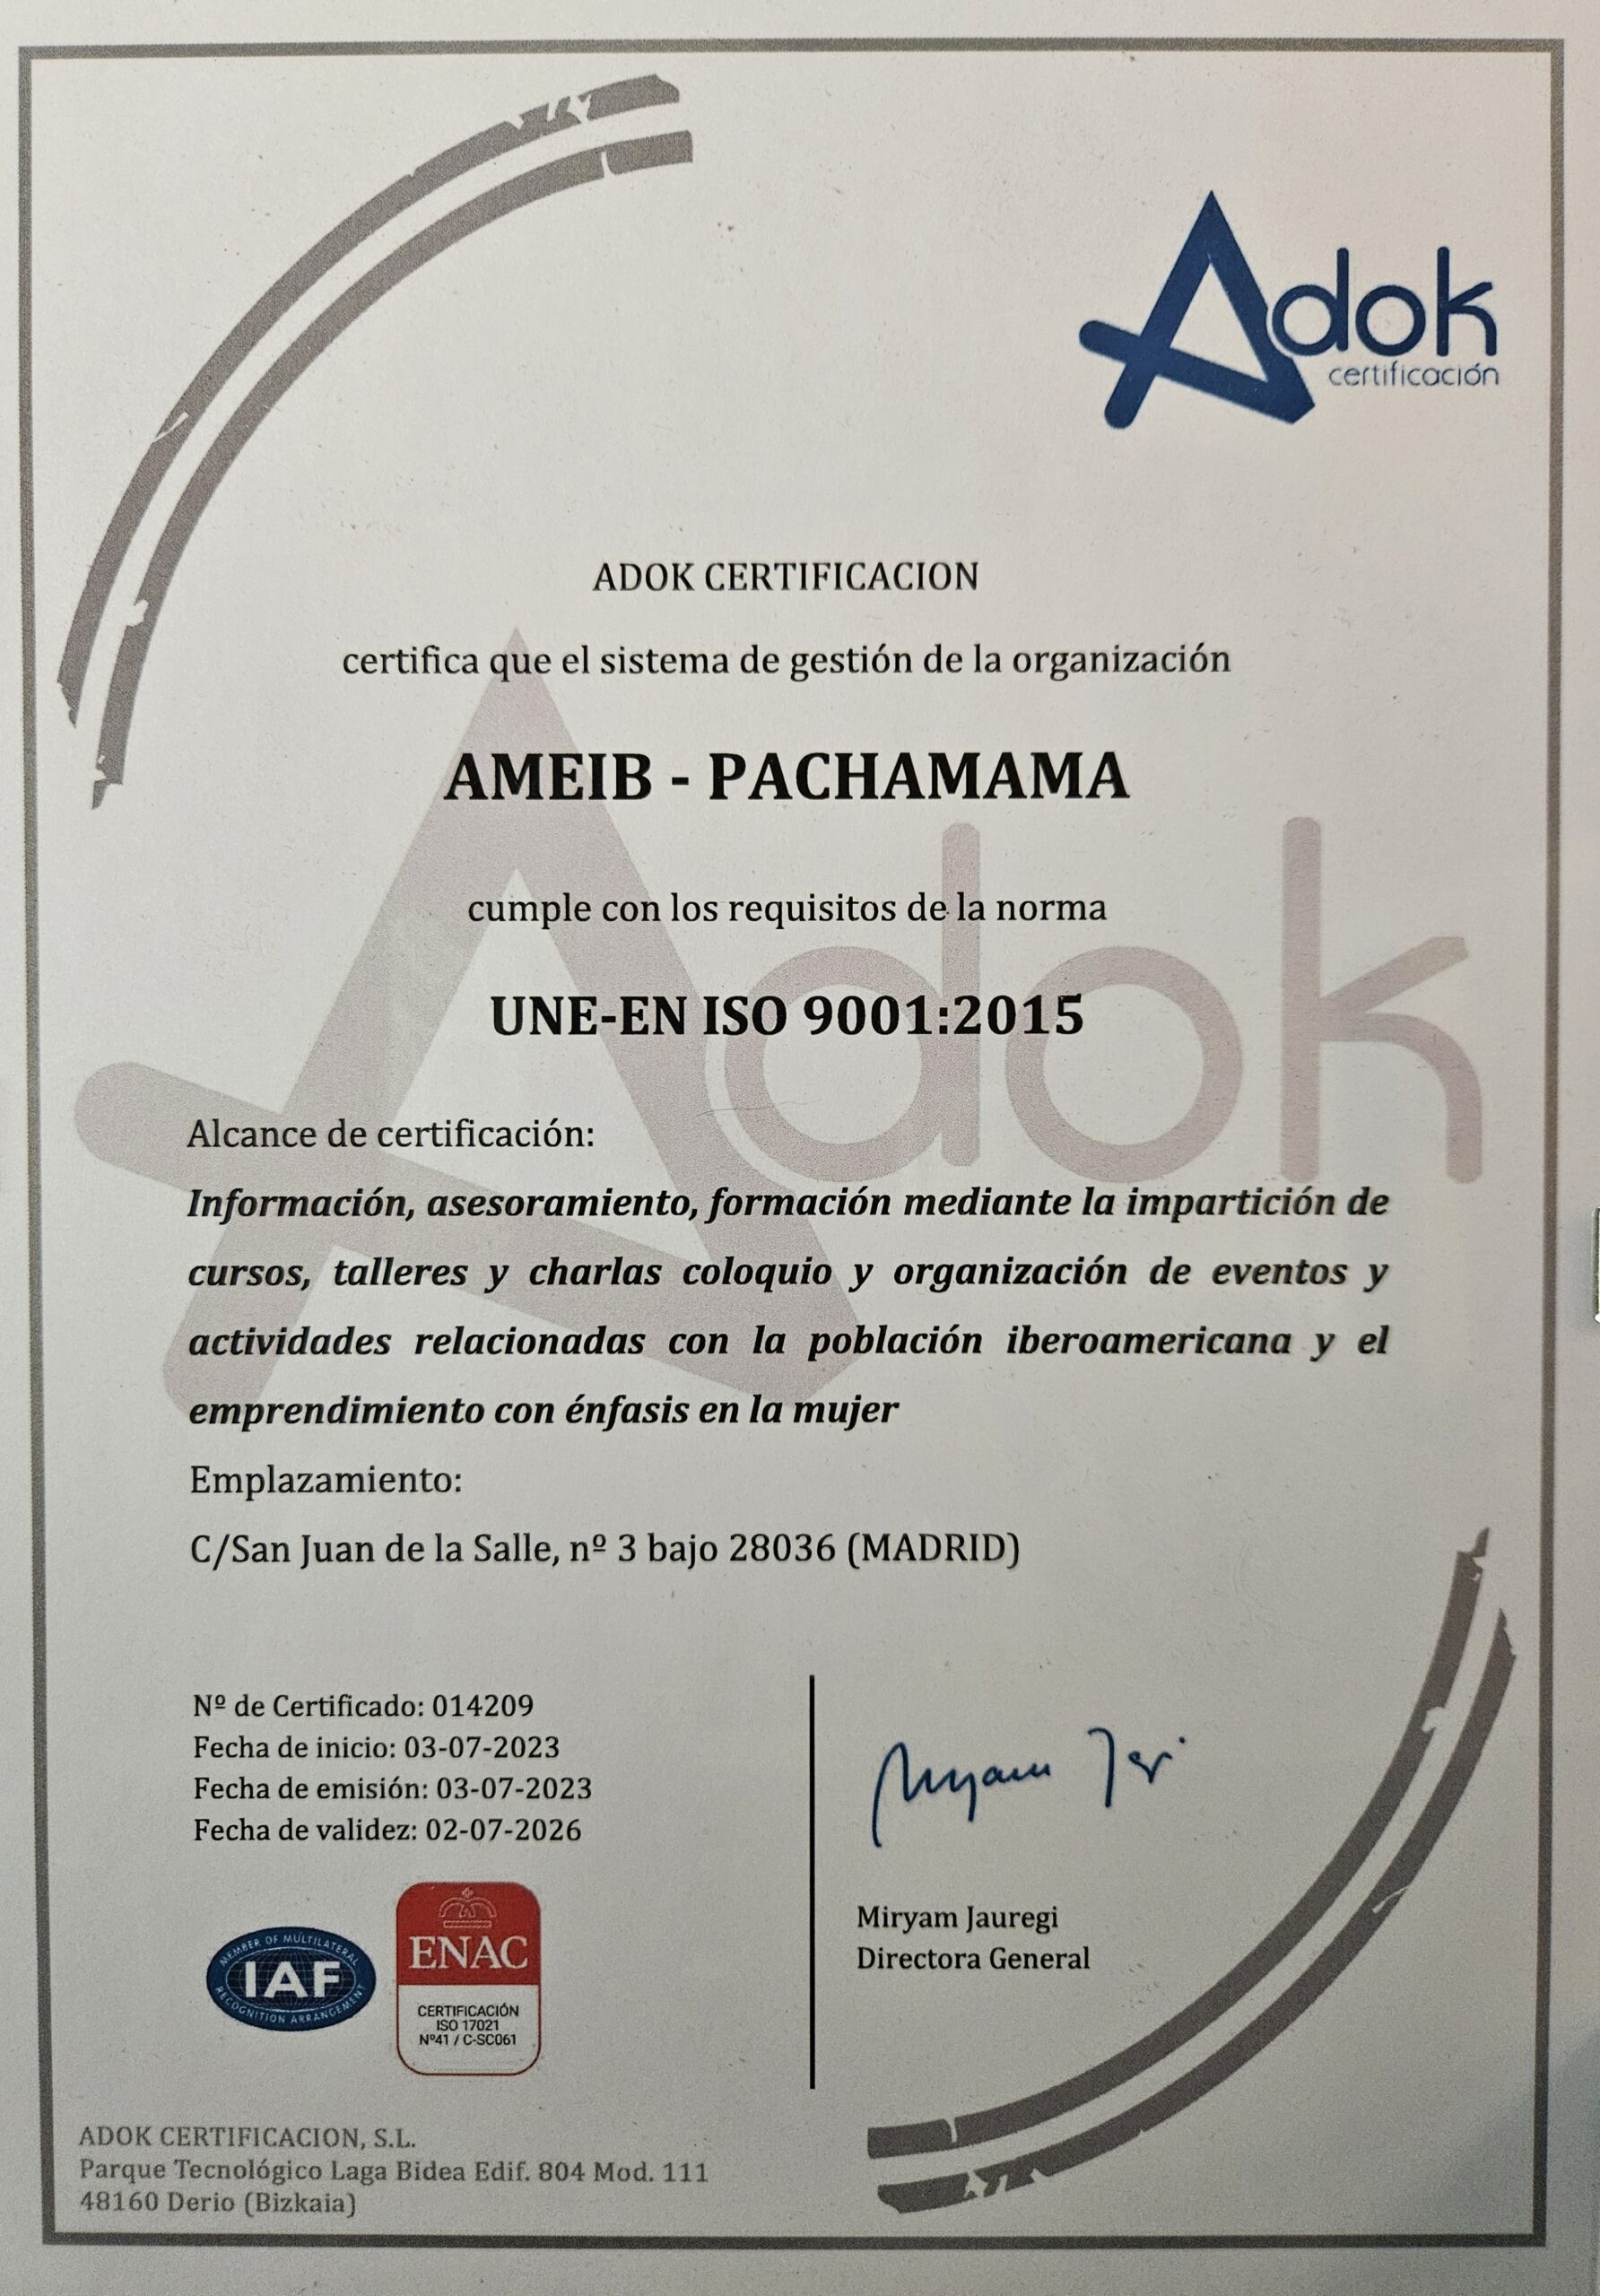 Adok
certificación
ADOK CERTIFICACION
certifica que el sistema de gestión de la organización
AMEIB - PACHAMAMA
cumple con los requisitos de la norma
UNE-EN ISO 9001:2015
Alcance de certificación:
Información, asesoramiento, formación mediante la impartición de
cursos, talleres y charlas coloquio y organización de eventos y
actividades relacionadas con la población iberoamericana y el
emprendimiento con énfasis en la mujer
Emplazamiento:
C/San Juan de la Salle, nº 3 bajo 28036 (MADRID)
Nº de Certificado: 014209
Fecha de inicio: 03-07-2023
Fecha de emisión: 03-07-2023
Fecha de validez: 02-07-2026
MEMBER OF MULTILATERAL
IAF
RECOGNITION ARRANGEMENT
ENAC
CERTIFICACIÓN
ISO 17021
Nº41 / C-SC061
Miryam Jauregi
Directora General
ADOK CERTIFICACION, S.L.
Parque Tecnológico Laga Bidea Edif. 804 Mod. 111
48160 Derio (Bizkaia)
Adok